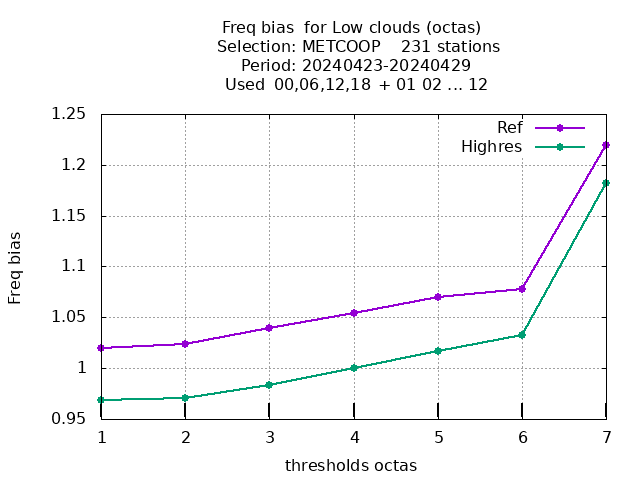 Freq bias  for Low clouds (octas)
Selection: METCOOP    231 stations
Period: 20240423-20240429
Used  00,06,12,18 + 01 02 ... 12
Ref
Highres
1.25
1.2
1.15
1.1
1.05
1
0.95
Freq bias
1 2 3 4 5 6 7
thresholds octas